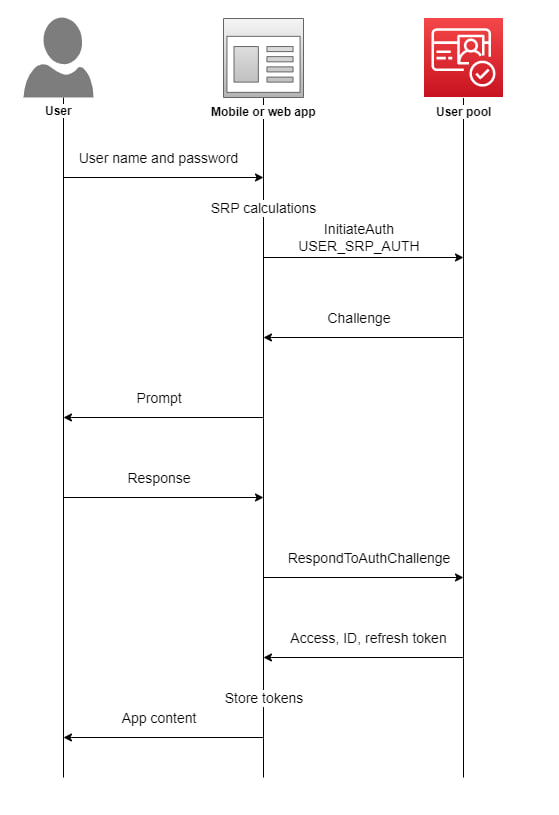 User
Mobile or web app
User pool
User name and password
SRP calculations
InitiateAuth
USER_SRP_AUTH
Challenge
Prompt
Response
RespondToAuthChallenge
Access, ID, refresh token
Store tokens
App content